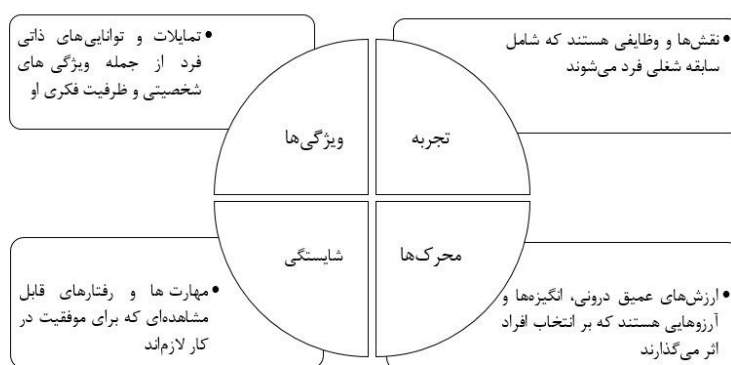 • نقش‌ها و وظایفی هستند که شامل
سابقه شغلی فرد می‌شوند
• تمایلات و توانایی‌های ذاتی
فرد از جمله ویژگی های
شخصیتی و ظرفیت فکری او
تجربه
ویژگی‌ها
محرک‌ها
شایستگی
• ارزش‌های عمیق درونی، انگیزه‌ها و
آرزوهایی هستند که بر انتخاب افراد
اثر می‌گذارند
• مهارت ها و رفتارهای قابل
مشاهده‌ای که برای موفقیت در
کار لازم‌اند